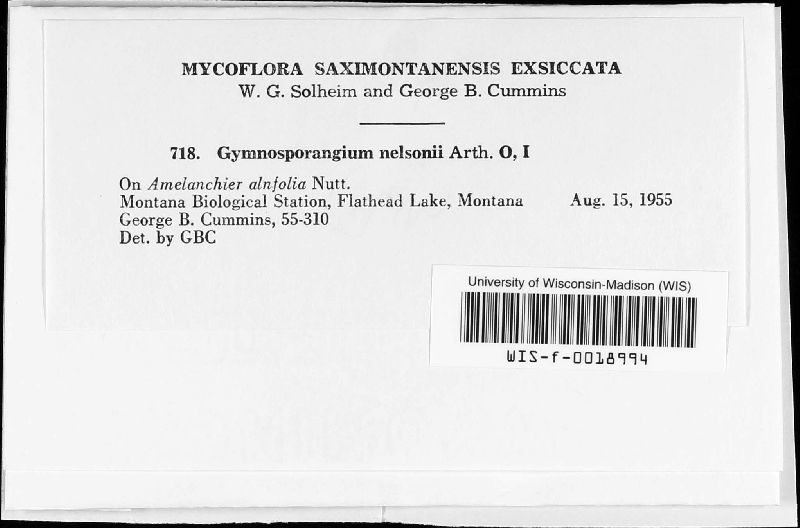 MYCOFLORA SAXIMONTANENSIS EXSICCATA
W. G. Solheim and George B. Cummins
718. Gymnosporangium nelsonii Arth. O, I
On Amelanchier alnfolia Nutt.
Montana Biological Station, Flathead Lake, Montana Aug. 15, 1955
George B. Cummins, 55-310
Det. by GBC
University of Wisconsin-Madison (WIS)
WIS-f-0018994